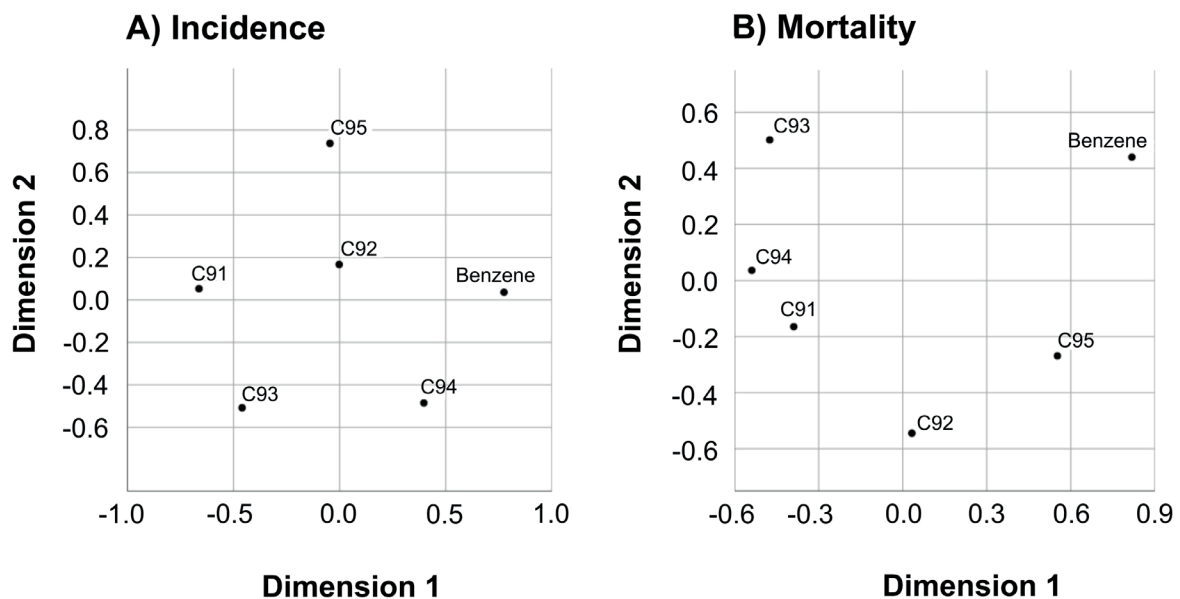 A) Incidence
Dimension 2
0.8
0.6
0.4
0.2
0.0
-0.2
-0.4
-0.6
C95
C92
C91
Benzene
C93
C94
-1.0 -0.5 0.0 0.5 1.0
Dimension 1
B) Mortality
Dimension 2
0.6
0.4
0.2
0.0
-0.2
-0.4
-0.6
C93
Benzene
C94
C91
C95
C92
-0.6 -0.3 0.0 0.3 0.6 0.9
Dimension 1